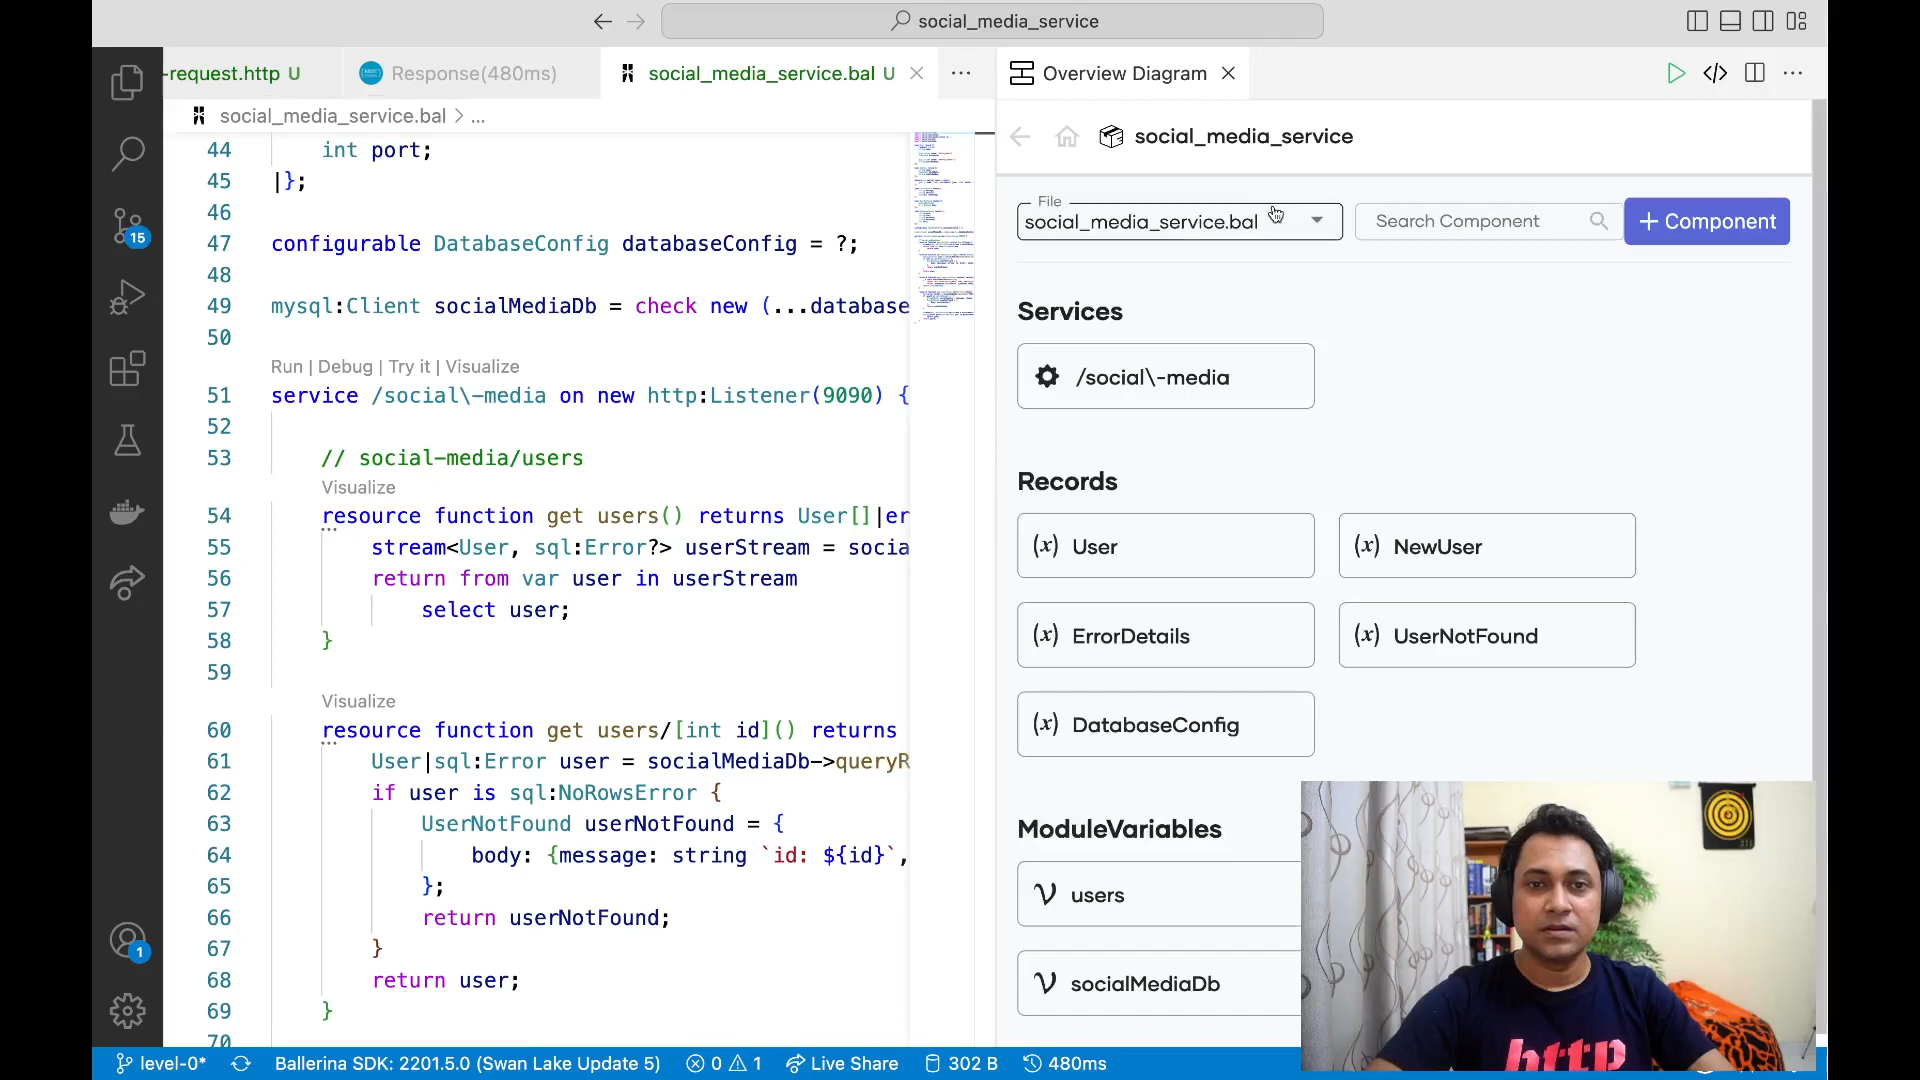 social_media_service
-request.http U
Response(480ms)
social_media_service.bal U
Overview Diagram
social_media_service.bal > ...
44 int port;
45 |};
46
47 configurable DatabaseConfig databaseConfig = ?;
48
49 mysql:Client socialMediaDb = check new (...database
50
Run | Debug | Try it | Visualize
51 service /social\-media on new http:Listener(9090) {
52
53 // social-media/users
Visualize
54 resource function get users() returns User[]|er
55 stream<User, sql:Error?> userStream = socia
56 return from var user in userStream
57 select user;
58 }
59
Visualize
60 resource function get users/[int id]() returns
61 User|sql:Error user = socialMediaDb->queryR
62 if user is sql:NoRowsError {
63 UserNotFound userNotFound = {
64 body: {message: string `id: ${id}`,
65 };
66 return userNotFound;
67 }
68 return user;
69 }
70
social_media_service
File
social_media_service.bal
Search Component
+ Component
Services
/social\-media
Records
(x) User
(x) NewUser
(x) ErrorDetails
(x) UserNotFound
(x) DatabaseConfig
ModuleVariables
users
socialMediaDb
15
1
http
level-0*
Ballerina SDK: 2201.5.0 (Swan Lake Update 5)
0
1
Live Share
302 B
480ms